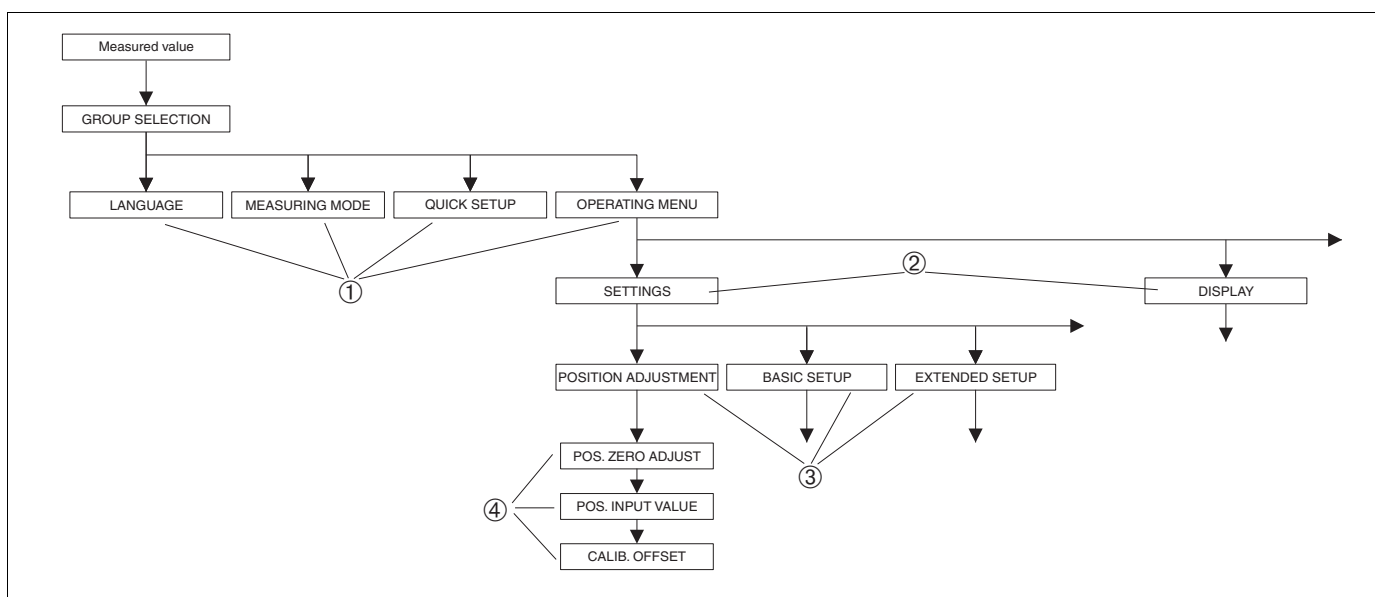 Measured value
GROUP SELECTION
LANGUAGE
MEASURING MODE
QUICK SETUP
OPERATING MENU
①
②
SETTINGS
DISPLAY
POSITION ADJUSTMENT
BASIC SETUP
EXTENDED SETUP
POS. ZERO ADJUST
③
④
POS. INPUT VALUE
CALIB. OFFSET